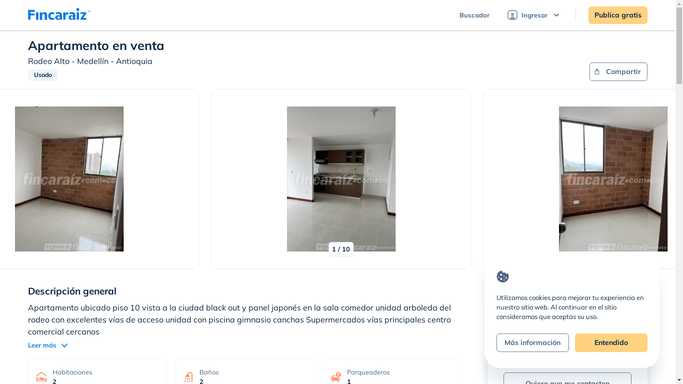 Fincaraiz
Buscador
Ingresar
Publica gratis
Apartamento en venta
Rodeo Alto - Medellín - Antioquia
Usado
Compartir
fincaraiz.com.co
fincaraiz.com.co
fincaraiz.com.co
1 / 10
Descripción general
Apartamento ubicado piso 10 vista a la ciudad black out y panel japonés en la sala comedor unidad arboleda del
rodeo con excelentes vías de acceso unidad con piscina gimnasio canchas Supermercados vías principales centro
comercial cercanos
Leer más
Habitaciones
2
Baños
2
Parqueaderos
1
Utilizamos cookies para mejorar tu experiencia en
nuestro sitio web. Al continuar en el sitio
consideramos que aceptas su uso.
Más información
Entendido
Quiero que me contacten